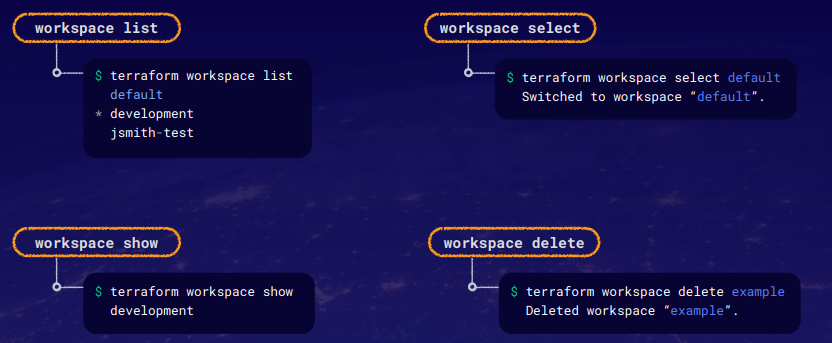 workspace list
$ terraform workspace list
default
* development
jsmith-test
workspace select
$ terraform workspace select default
Switched to workspace “default”.
workspace show
$ terraform workspace show
development
workspace delete
$ terraform workspace delete example
Deleted workspace “example”.